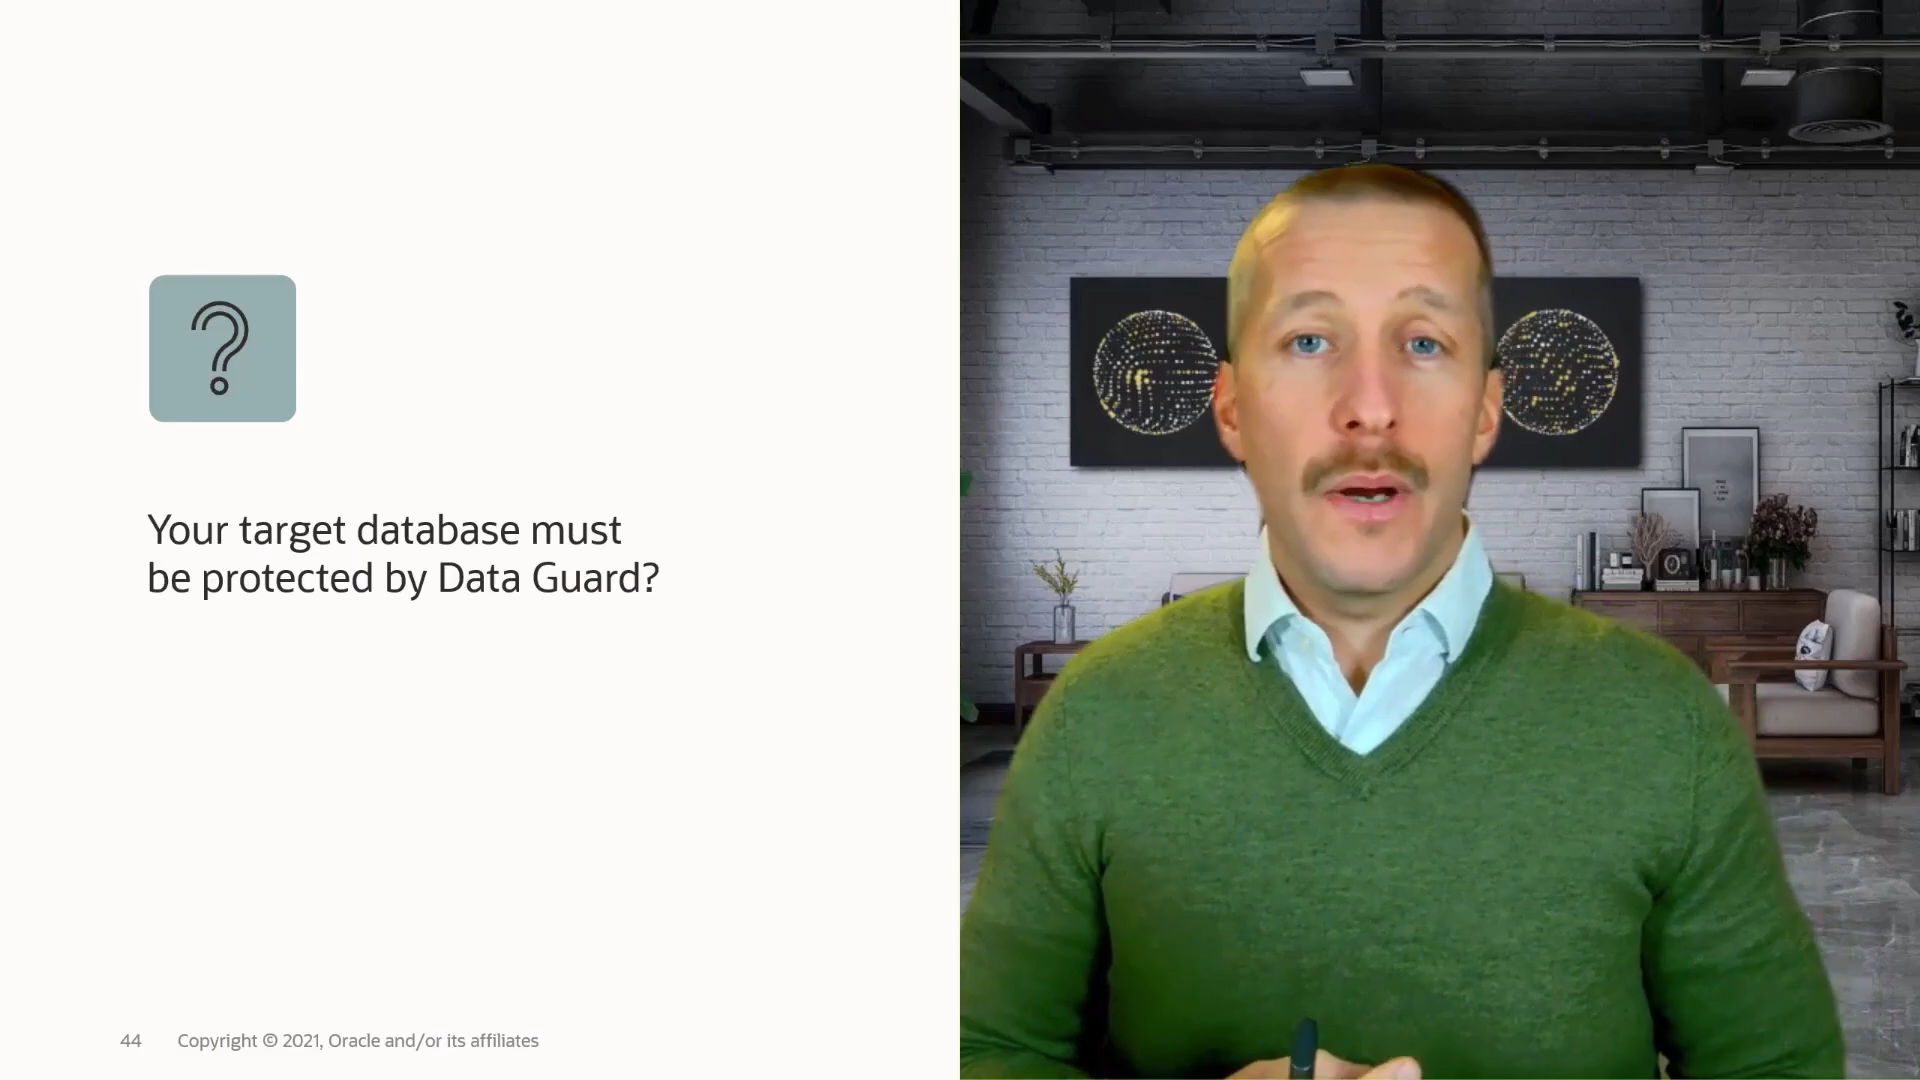 ?
Your target database must
be protected by Data Guard?
44 Copyright © 2021, Oracle and/or its affiliates